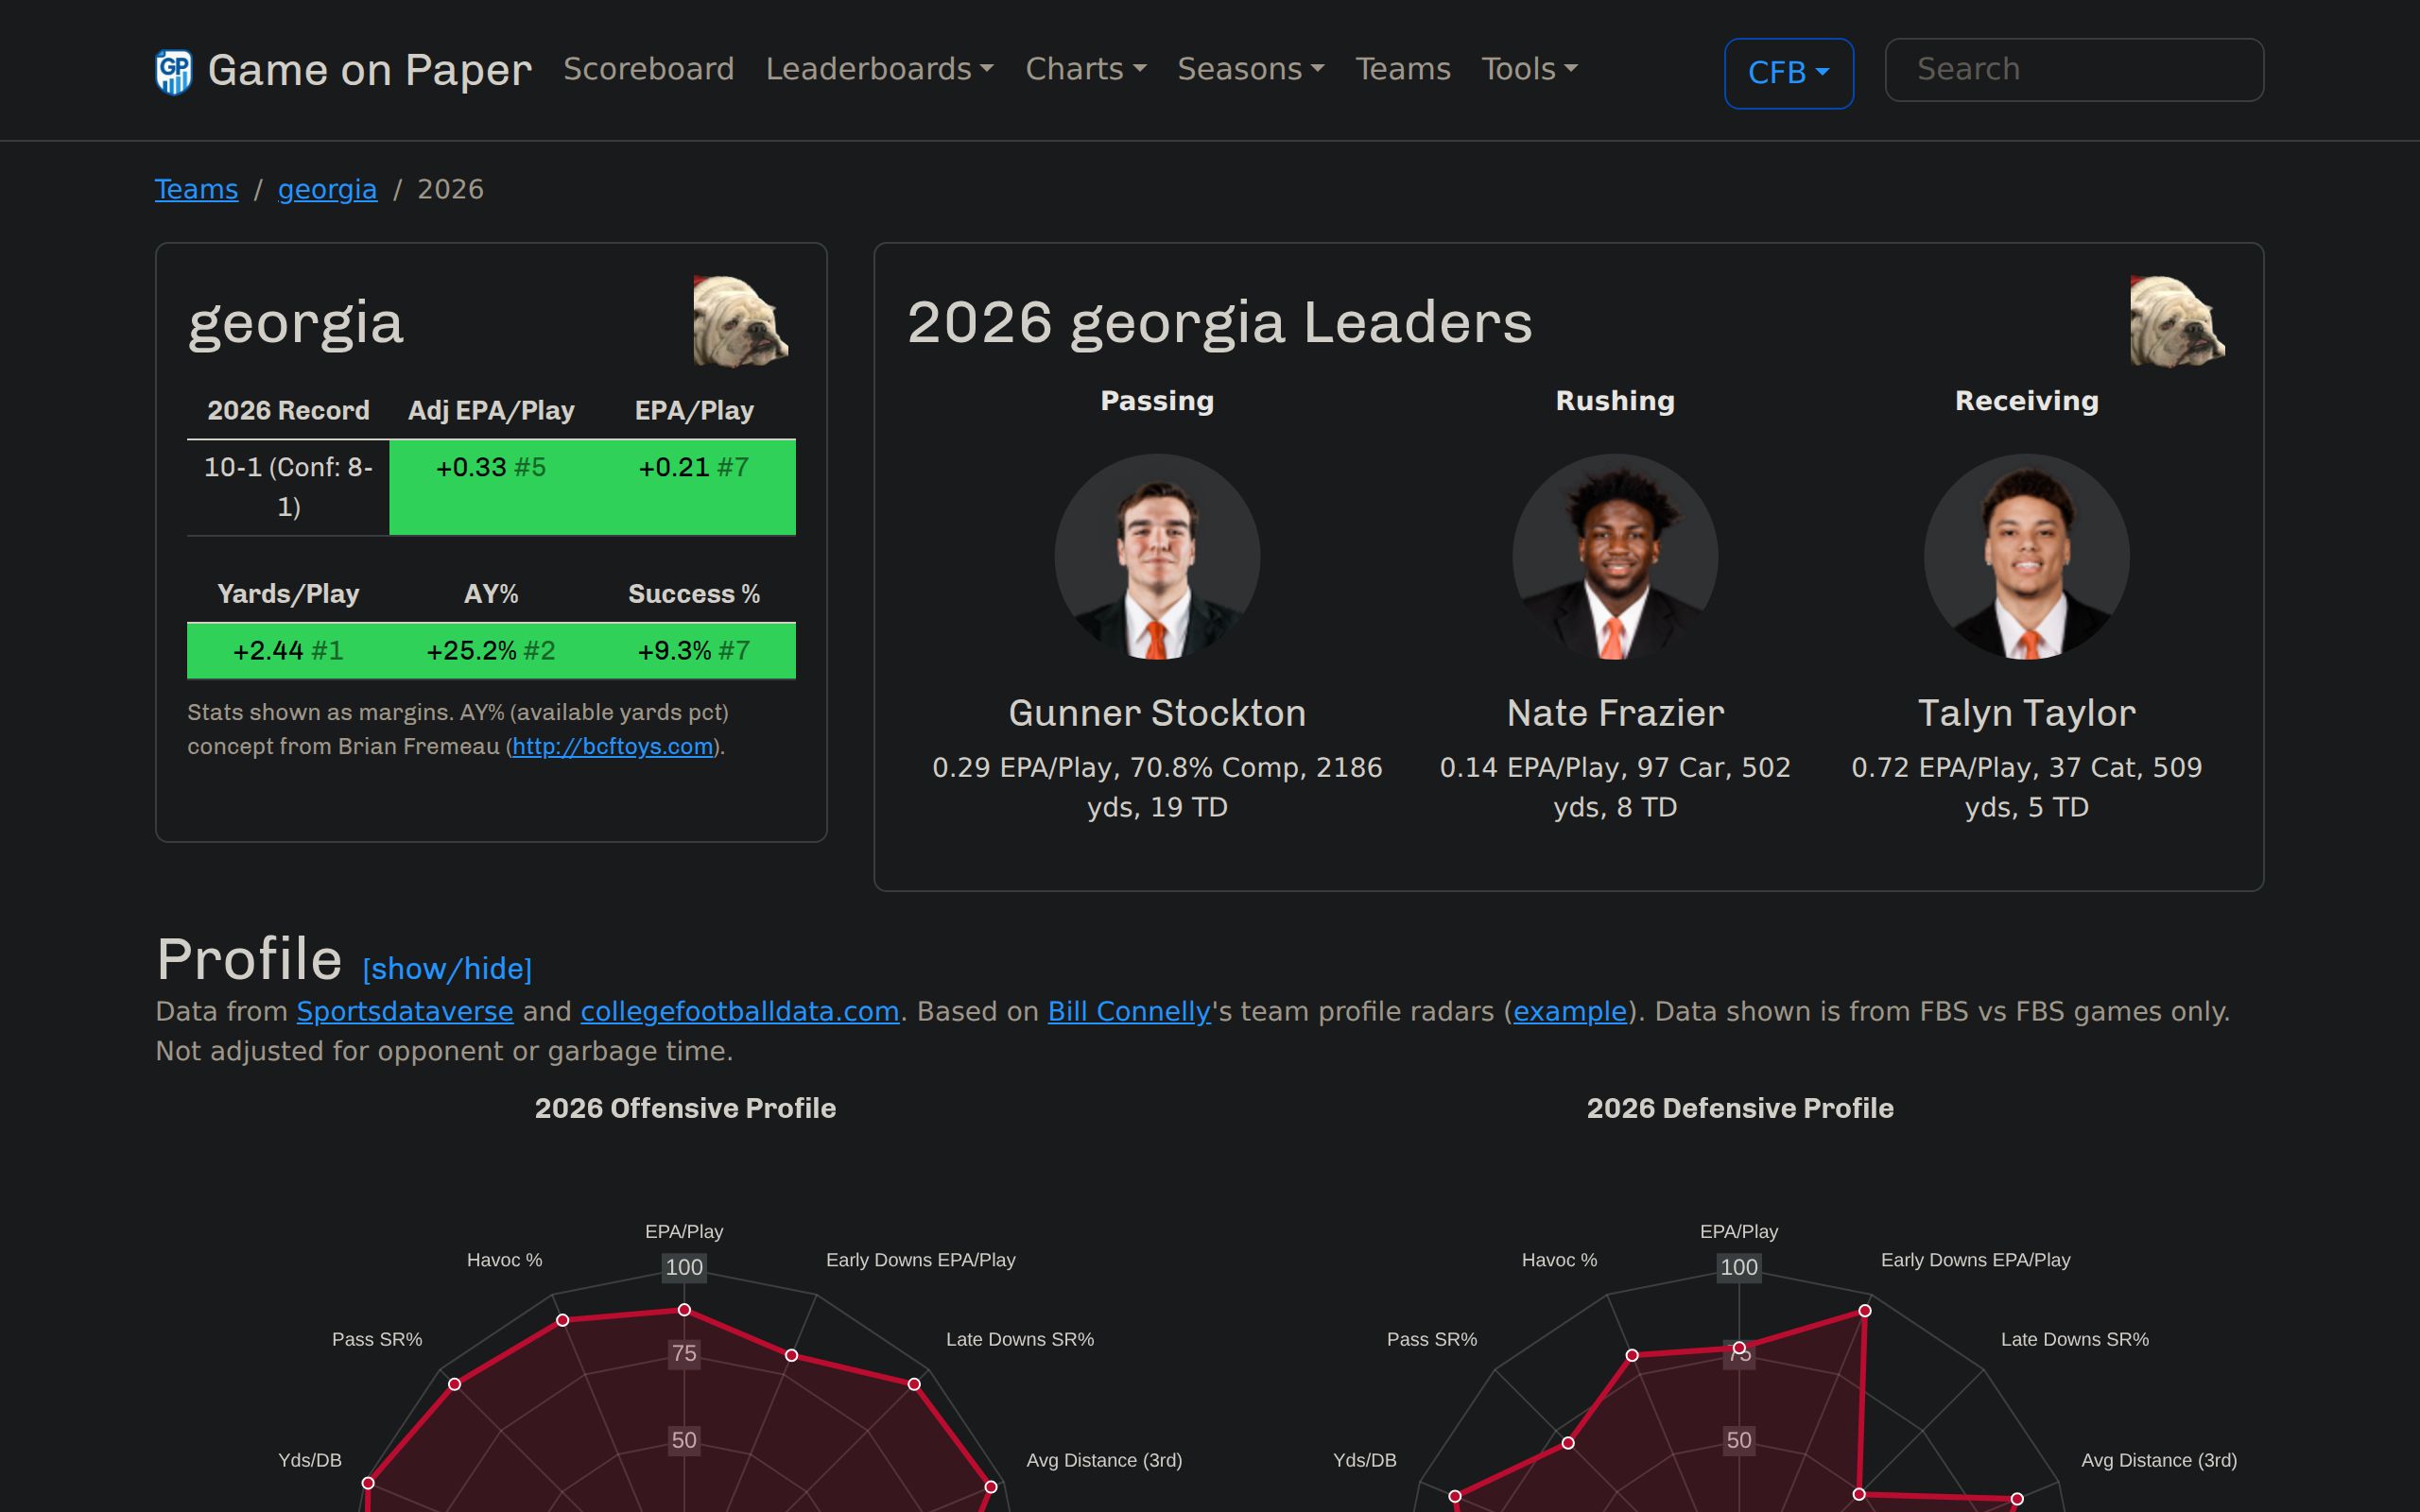 GP Game on Paper Scoreboard Leaderboards Charts Seasons Teams Tools CFB Search
Teams / georgia / 2026
georgia
2026 Record Adj EPA/Play EPA/Play
10-1 (Conf: 8-
1)
+0.33 #5 +0.21 #7
Yards/Play AY% Success %
+2.44 #1 +25.2% #2 +9.3% #7
Stats shown as margins. AY% (available yards pct)
concept from Brian Fremeau (http://bcftoys.com).
2026 georgia Leaders
Passing
Gunner Stockton
0.29 EPA/Play, 70.8% Comp, 2186
yds, 19 TD
Rushing
Nate Frazier
0.14 EPA/Play, 97 Car, 502
yds, 8 TD
Receiving
Talyn Taylor
0.72 EPA/Play, 37 Cat, 509
yds, 5 TD
Profile [show/hide]
Data from Sportsdataverse and collegefootballdata.com. Based on Bill Connelly's team profile radars (example). Data shown is from FBS vs FBS games only.
Not adjusted for opponent or garbage time.
2026 Offensive Profile
EPA/Play
Havoc %
Early Downs EPA/Play
100
Pass SR%
Late Downs SR%
75
50
Yds/DB
Avg Distance (3rd)
2026 Defensive Profile
EPA/Play
Havoc %
Early Downs EPA/Play
100
Pass SR%
Late Downs SR%
75
50
Yds/DB
Avg Distance (3rd)